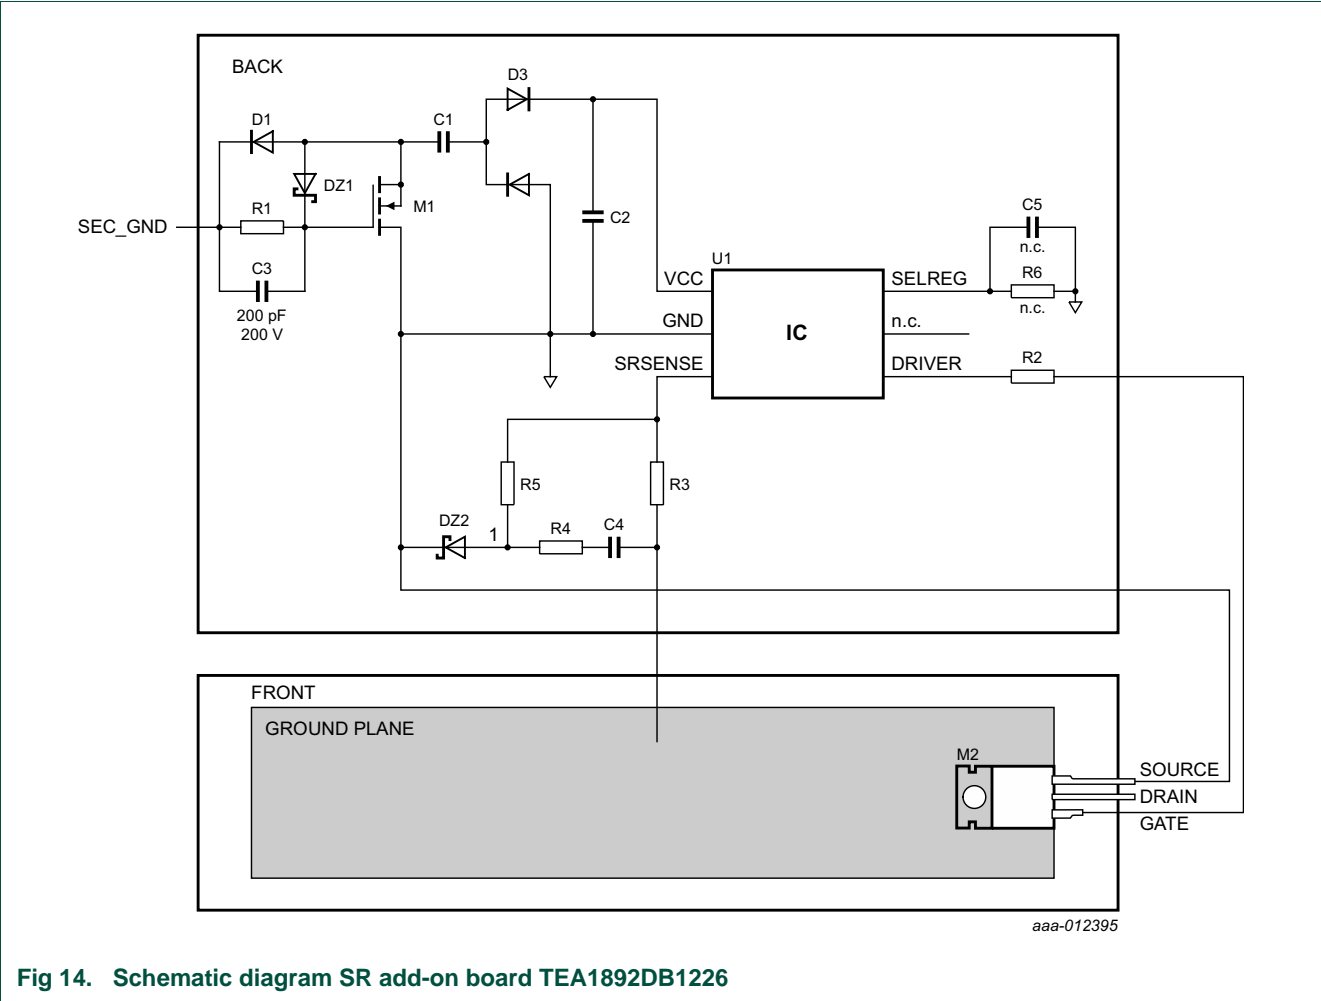 BACK
D3
D1
C1
DZ1
R1
M1
SEC_GND
C2
C3
200 pF
200 V
C5
n.c.
R6
n.c.
U1
VCC
SELREG
GND
n.c.
IC
SRSENSE
DRIVER
R2
R5
R3
DZ2
1
R4
C4
FRONT
GROUND PLANE
M2
SOURCE
DRAIN
GATE
aaa-012395
Fig 14. Schematic diagram SR add-on board TEA1892DB1226